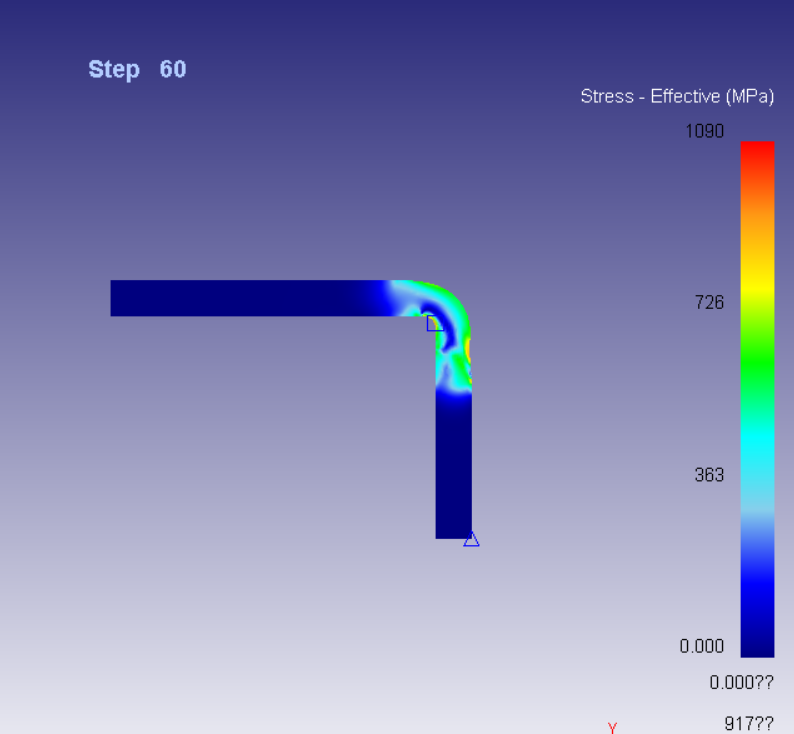 Step 60
Stress - Effective (MPa)
1090
726
363
0.000
0.000??
917??
Y